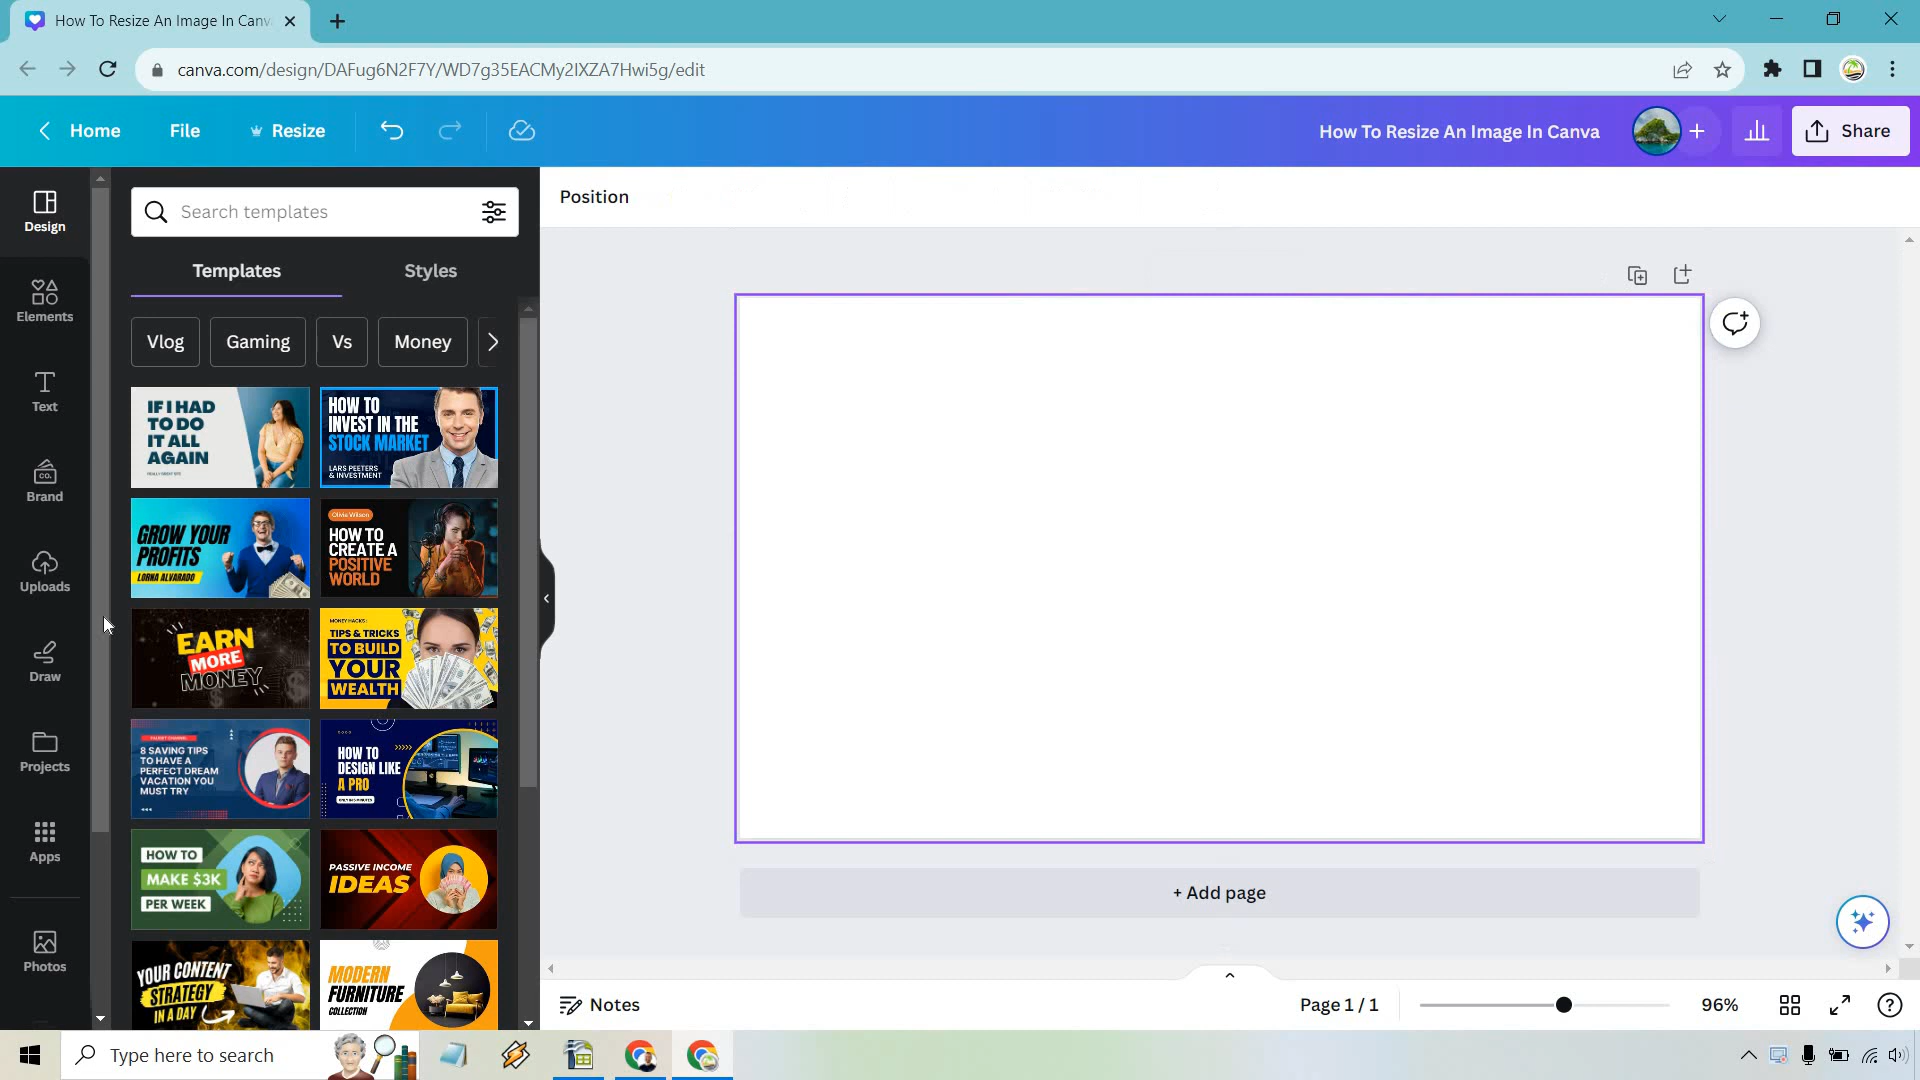 How To Resize An Image In Canv
canva.com/design/DAFug6N2F7Y/WD7g35EACMy2IXZA7Hwi5g/edit
Home
File
Resize
How To Resize An Image In Canva
Share
Design
Elements
Text
Brand
Uploads
Draw
Projects
Apps
Photos
Search templates
Templates
Styles
Vlog
Gaming
Vs
Money
IF I HAD
TO DO
IT ALL
AGAIN
HOW TO
INVEST IN THE
STOCK MARKET
LARS PEETERS
& INVESTMENT
GROW YOUR
PROFITS
LORNA ALVARADO
Olivia Wilson
HOW TO
CREATE A
POSITIVE
WORLD
EARN
MORE
MONEY
MONEY HACKS:
TIPS & TRICKS
TO BUILD
YOUR
WEALTH
8 SAVING TIPS
TO HAVE A
PERFECT DREAM
VACATION YOU
MUST TRY
HOW TO
DESIGN LIKE
A PRO
HOW TO
MAKE $3K
PER WEEK
PASSIVE INCOME
IDEAS
YOUR CONTENT
STRATEGY
IN A DAY
MODERN
FURNITURE
COLLECTION
Position
+ Add page
Notes
Page 1 / 1
96%
Type here to search